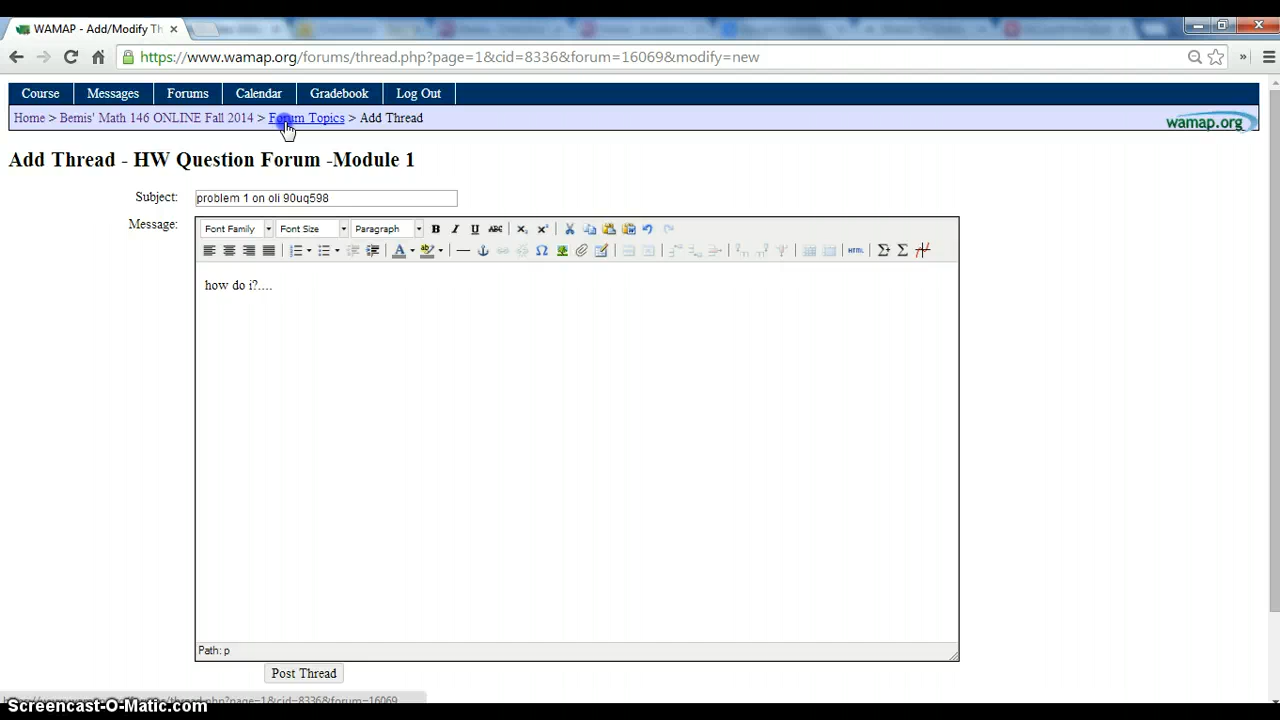 WAMAP - Add/Modify Th
https://www.wamap.org/forums/thread.php?page=1&cid=8336&forum=16069&modify=new
Course Messages Forums Calendar Gradebook Log Out
Home > Bemis' Math 146 ONLINE Fall 2014 > Forum Topics > Add Thread
wamap.org
Add Thread - HW Question Forum -Module 1
Subject: problem 1 on oli 90uq598
Message:
Font Family Font Size Paragraph B I U ABC
HTML
how do i?....
Path: p
Post Thread
Screencast-O-Matic.com